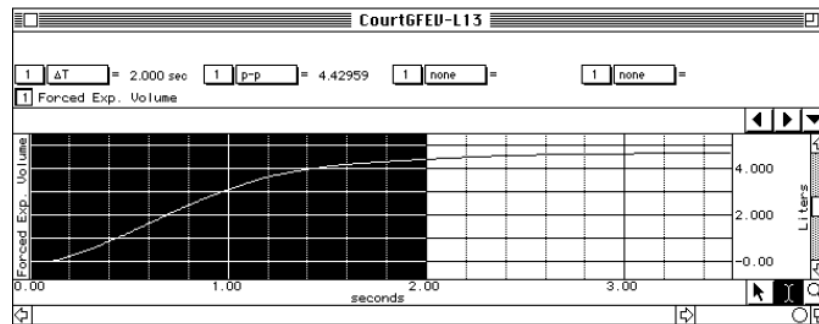 CourtGFEV-L13
1 ΔT = 2.000 sec 1 p-p = 4.42959 1 none = 1 none =
1 Forced Exp. Volume
Forced Exp. Volume
4.000
2.000
-0.00
Liters
0.00 1.00 2.00 3.00
seconds